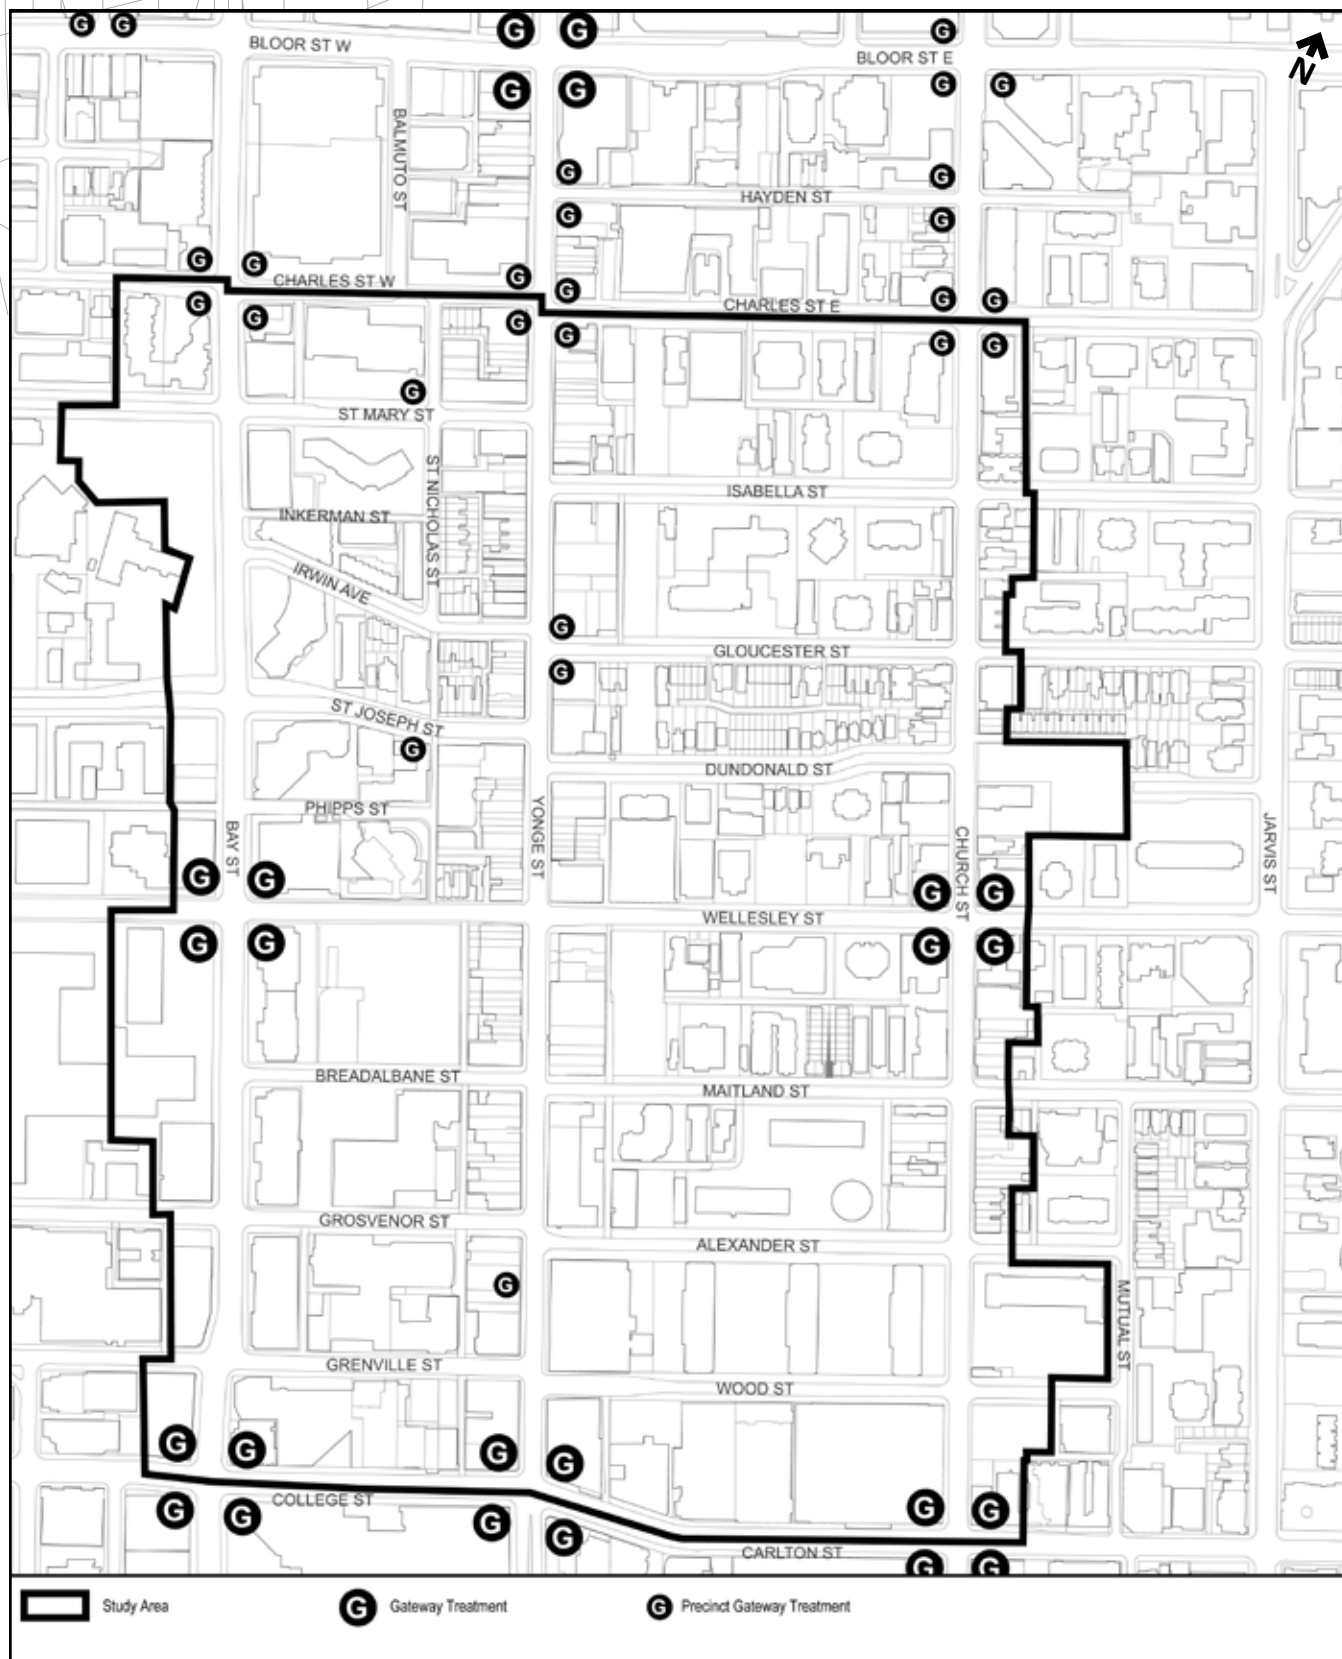 G G G G G
BLOOR ST W
BLOOR ST E
N
G G G G
BALMUTO ST
G G
HAYDEN ST
G G
G G
CHARLES ST W
G G G G
CHARLES ST E
G G G G G G
G
ST MARY ST
ST NICHOLAS ST
ISABELLA ST
INKERMAN ST
IRWIN AVE
G
GLOUCESTER ST
G
ST JOSEPH ST
G
DUNDONALD ST
PHIPPS ST
BAY ST
YONGE ST
CHURCH ST
JARVIS ST
G G G G
WELLESLEY ST
G G G G
BREADALBANE ST
MAITLAND ST
GROSVENOR ST
ALEXANDER ST
G
MUTUAL ST
GRENVILLE ST
WOOD ST
G G G G
COLLEGE ST
G G G G G G
CARLTON ST
G G
Study Area
G Gateway Treatment
G Precinct Gateway Treatment